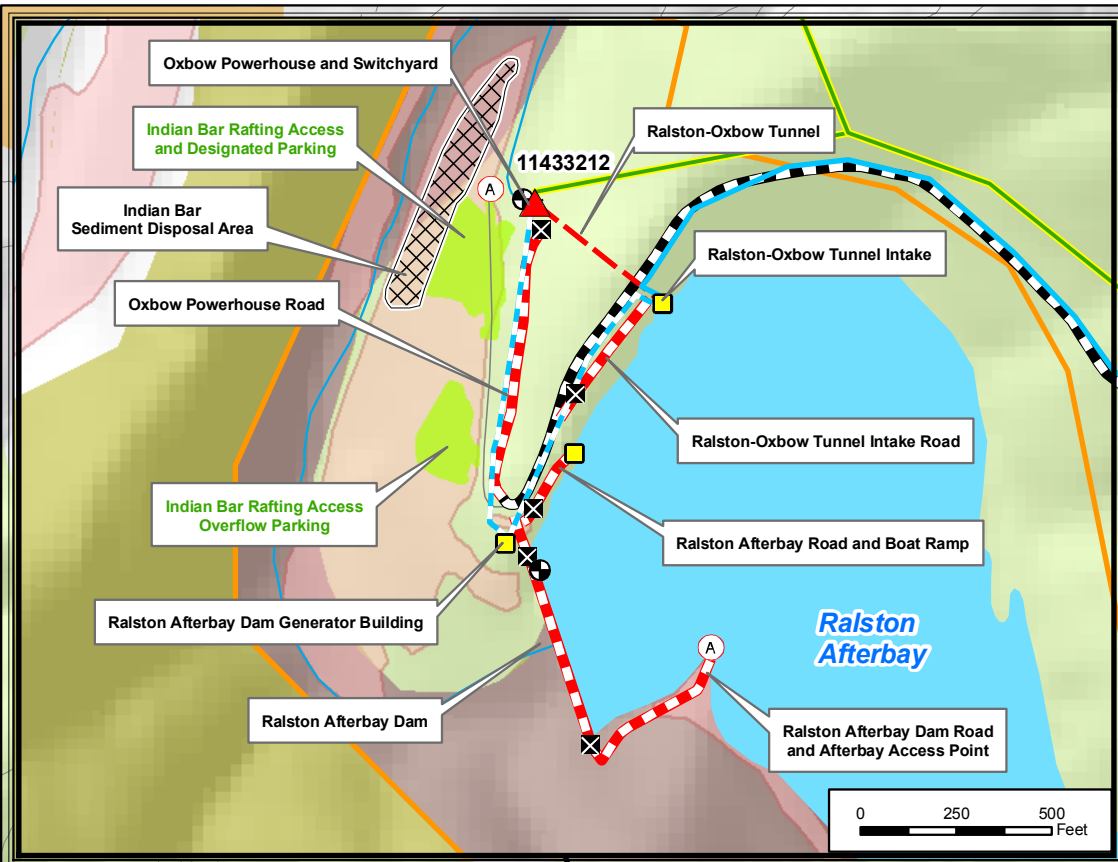 Oxbow Powerhouse and Switchyard
Indian Bar Rafting Access
and Designated Parking
Ralston-Oxbow Tunnel
11433212
A
Indian Bar
Sediment Disposal Area
Ralston-Oxbow Tunnel Intake
Oxbow Powerhouse Road
Ralston-Oxbow Tunnel Intake Road
Indian Bar Rafting Access
Overflow Parking
Ralston Afterbay Road and Boat Ramp
Ralston Afterbay Dam Generator Building
Ralston
Afterbay
A
Ralston Afterbay Dam
Ralston Afterbay Dam Road
and Afterbay Access Point
0 250 500
Feet